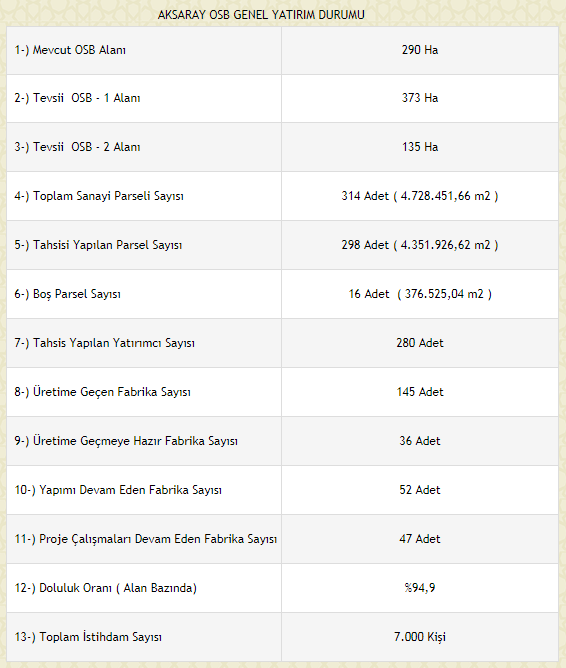 AKSARAY OSB GENEL YATIRIM DURUMU
1-) Mevcut OSB Alanı 290 Ha
2-) Tevsii OSB - 1 Alanı 373 Ha
3-) Tevsii OSB - 2 Alanı 135 Ha
4-) Toplam Sanayi Parseli Sayısı 314 Adet ( 4.728.451,66 m2 )
5-) Tahsisi Yapılan Parsel Sayısı 298 Adet ( 4.351.926,62 m2 )
6-) Boş Parsel Sayısı 16 Adet ( 376.525,04 m2 )
7-) Tahsis Yapılan Yatırımcı Sayısı 280 Adet
8-) Üretime Geçen Fabrika Sayısı 145 Adet
9-) Üretime Geçmeye Hazır Fabrika Sayısı 36 Adet
10-) Yapımı Devam Eden Fabrika Sayısı 52 Adet
11-) Proje Çalışmaları Devam Eden Fabrika Sayısı 47 Adet
12-) Doluluk Oranı ( Alan Bazında) %94,9
13-) Toplam İstihdam Sayısı 7.000 Kişi